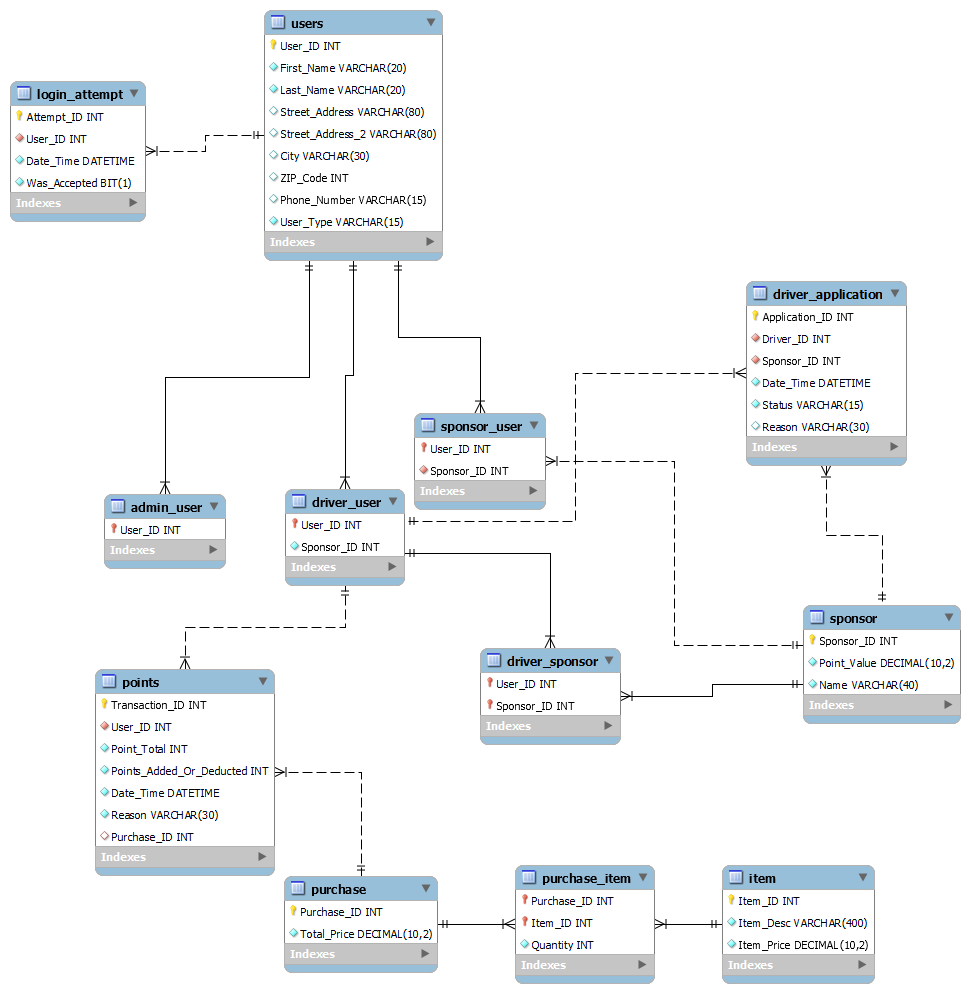 users
User_ID INT
First_Name VARCHAR(20)
Last_Name VARCHAR(20)
Street_Address VARCHAR(80)
Street_Address_2 VARCHAR(80)
City VARCHAR(30)
ZIP_Code INT
Phone_Number VARCHAR(15)
User_Type VARCHAR(15)
Indexes
login_attempt
Attempt_ID INT
User_ID INT
Date_Time DATETIME
Was_Accepted BIT(1)
Indexes
driver_application
Application_ID INT
Driver_ID INT
Sponsor_ID INT
Date_Time DATETIME
Status VARCHAR(15)
Reason VARCHAR(30)
Indexes
sponsor_user
User_ID INT
Sponsor_ID INT
Indexes
admin_user
User_ID INT
Indexes
driver_user
User_ID INT
Sponsor_ID INT
Indexes
sponsor
Sponsor_ID INT
Point_Value DECIMAL(10,2)
Name VARCHAR(40)
Indexes
driver_sponsor
User_ID INT
Sponsor_ID INT
Indexes
points
Transaction_ID INT
User_ID INT
Point_Total INT
Points_Added_Or_Deducted INT
Date_Time DATETIME
Reason VARCHAR(30)
Purchase_ID INT
Indexes
purchase
Purchase_ID INT
Total_Price DECIMAL(10,2)
Indexes
purchase_item
Purchase_ID INT
Item_ID INT
Quantity INT
Indexes
item
Item_ID INT
Item_Desc VARCHAR(400)
Item_Price DECIMAL(10,2)
Indexes